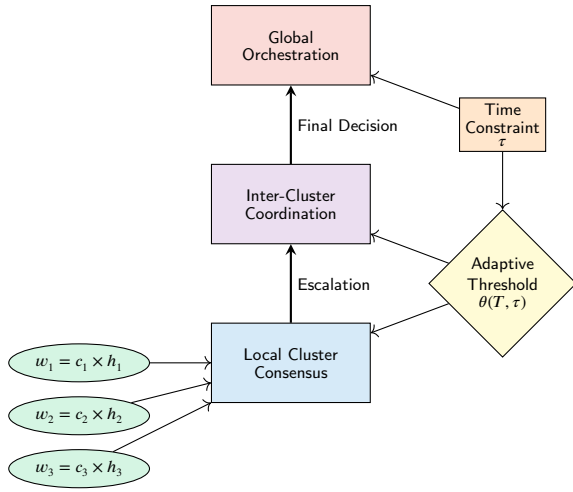 Global
Orchestration
Final Decision
Time
Constraint
τ
Inter-Cluster
Coordination
Adaptive
Threshold
θ(T, τ)
Escalation
Local Cluster
Consensus
w₁ = c₁ × h₁
w₂ = c₂ × h₂
w₃ = c₃ × h₃